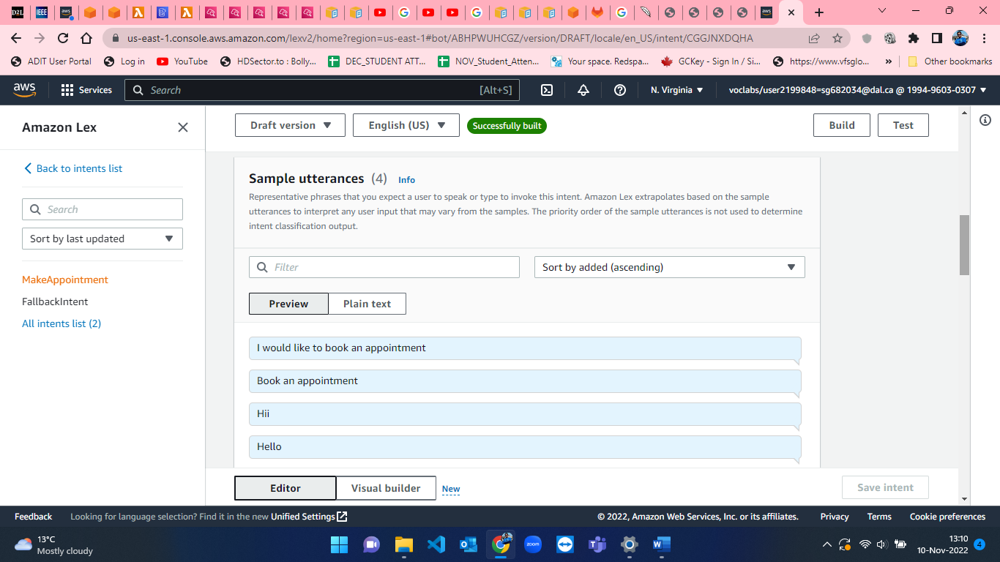 us-east-1.console.aws.amazon.com/lexv2/home?region=us-east-1#bot/ABHPWUHCGZ/version/DRAFT/locale/en_US/intent/CGGJNXDQHA
ADIT User Portal Log in YouTube HDSector.to : Bolly... DEC_STUDENT ATT... NOV_Student_Atten... Your space. Redspa... GCKey - Sign In / Si... https://www.vfsglo... » Other bookmarks
aws Services Search [Alt+S] N. Virginia voclabs/user2199848=sg682034@dal.ca @ 1994-9603-0307
Amazon Lex
Back to intents list
Search
Sort by last updated
MakeAppointment
FallbackIntent
All intents list (2)
Draft version English (US) Successfully built Build Test
Sample utterances (4) Info
Representative phrases that you expect a user to speak or type to invoke this intent. Amazon Lex extrapolates based on the sample
utterances to interpret any user input that may vary from the samples. The priority order of the sample utterances is not used to determine
intent classification output.
Filter Sort by added (ascending)
Preview Plain text
I would like to book an appointment
Book an appointment
Hii
Hello
Editor Visual builder New Save intent
Feedback Looking for language selection? Find it in the new Unified Settings © 2022, Amazon Web Services, Inc. or its affiliates. Privacy Terms Cookie preferences
13°C
Mostly cloudy
zoom
13:10
10-Nov-2022 4